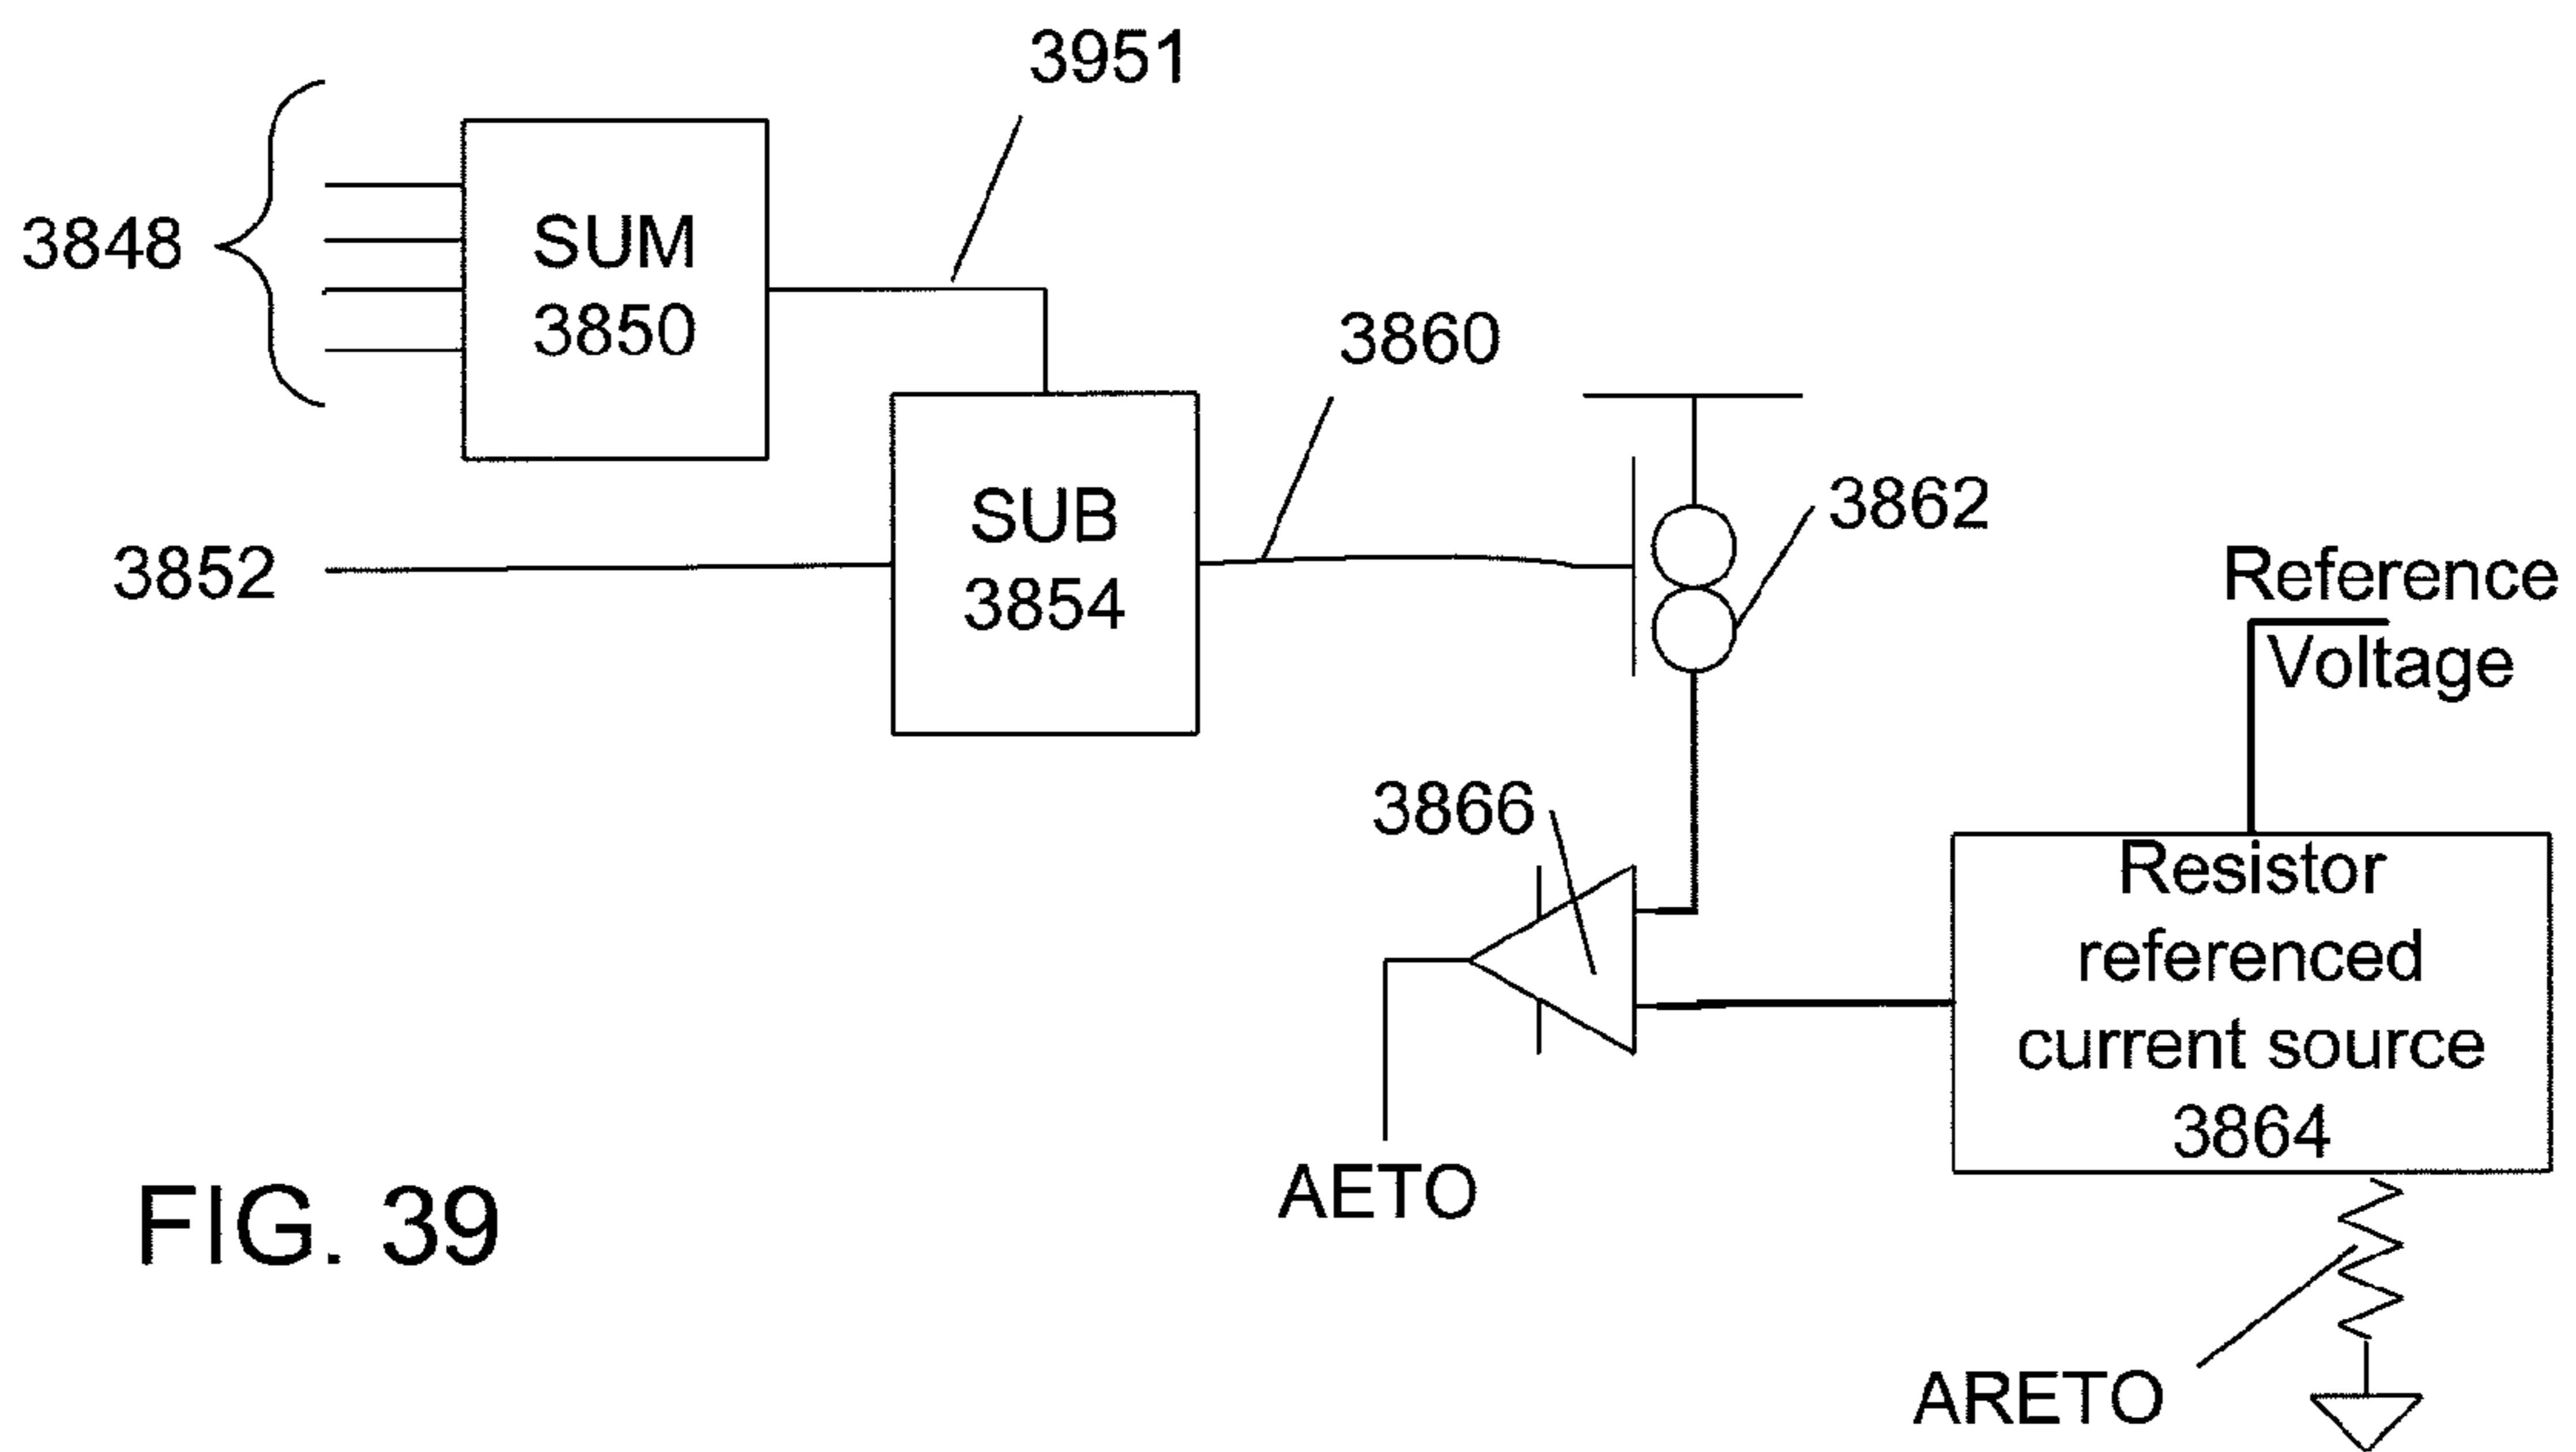 3951
3848
SUM
3850
3860
3852
SUB
3854
3862
Reference
Voltage
3866
Resistor
referenced
current source
3864
AETO
ARETO
FIG. 39